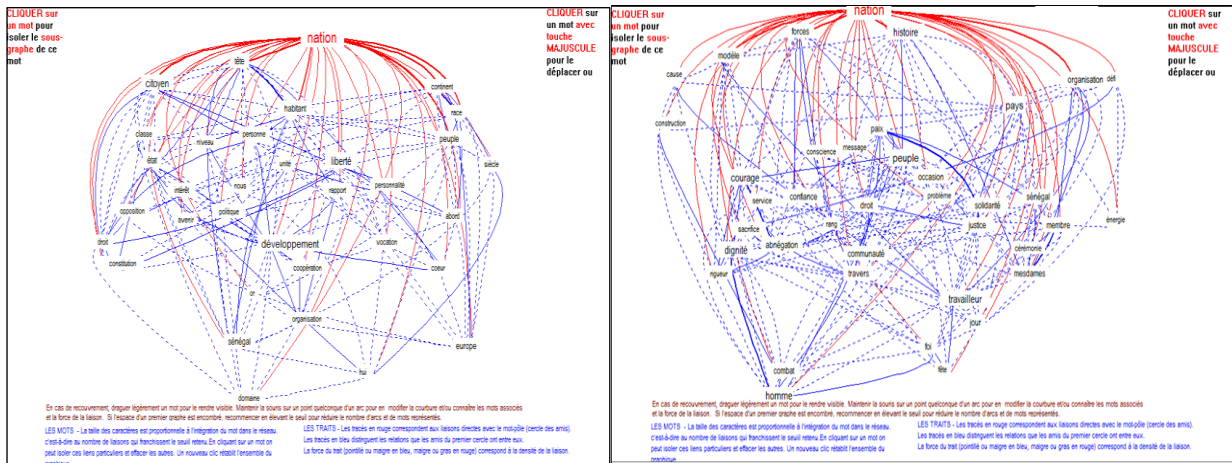 CLIQUER sur
un mot pour
isoler le sous-
graphe de ce
mot
CLIQUER sur
un mot avec
touche
MAJUSCULE
pour le
déplacer ou
nation
tête
citoyen
continent
habitant
race
classe
personne
peuple
niveau
état
unité
liberté
siècle
intérêt
nous
rapport
personnalité
opposition
avenir
politique
abord
droit
développement
vocation
constitution
coopération
coeur
or
organisation
sénégal
europe
hui
domaine
En cas de recouvrement, draguer légèrement un mot pour le rendre visible. Maintenir la souris sur un point quelconque d'un arc pour en modifier la courbure et/ou connaître les mots associés
et la force de la liaison. Si l'espace d'un premier graphe est encombré, recommencer en élevant le seuil pour réduire le nombre d'arcs et de mots représentés.
LES MOTS - La taille des caractères est proportionnelle à l'intégration du mot dans le réseau.
c'est-à-dire au nombre de liaisons qui franchissent le seuil retenu.En cliquant sur un mot on
peut isoler ces liens particuliers et effacer les autres. Un nouveau clic rétablit l'ensemble du
graphique.
LES TRAITS - Les tracés en rouge correspondent aux liaisons directes avec le mot-pôle (cercle des amis).
Les tracés en bleu distinguent les relations que les amis du premier cercle ont entre eux.
La force du trait (pointillé ou maigre en bleu, maigre ou gras en rouge) correspond à la densité de la liaison.
CLIQUER sur
un mot pour
isoler le sous-
graphe de ce
mot
CLIQUER sur
un mot avec
touche
MAJUSCULE
pour le
déplacer ou
nation
forces
histoire
modèle
cause
organisation
défi
pays
construction
paix
conscience
message
peuple
courage
occasion
service
confiance
problème
droit
solidarité
sénégal
énergie
sacrifice
rang
justice
membre
dignité
abnégation
communauté
cérémonie
rigueur
travers
mesdames
travailleur
jour
foi
combat
fête
homme
En cas de recouvrement, draguer légèrement un mot pour le rendre visible. Maintenir la souris sur un point quelconque d'un arc pour en modifier la courbure et/ou connaître les mots associés
et la force de la liaison. Si l'espace d'un premier graphe est encombré, recommencer en élevant le seuil pour réduire le nombre d'arcs et de mots représentés.
LES MOTS - La taille des caractères est proportionnelle à l'intégration du mot dans le réseau.
c'est-à-dire au nombre de liaisons qui franchissent le seuil retenu.En cliquant sur un mot on
peut isoler ces liens particuliers et effacer les autres. Un nouveau clic rétablit l'ensemble du
graphique.
LES TRAITS - Les tracés en rouge correspondent aux liaisons directes avec le mot-pôle (cercle des amis).
Les tracés en bleu distinguent les relations que les amis du premier cercle ont entre eux.
La force du trait (pointillé ou maigre en bleu, maigre ou gras en rouge) correspond à la densité de la liaison.